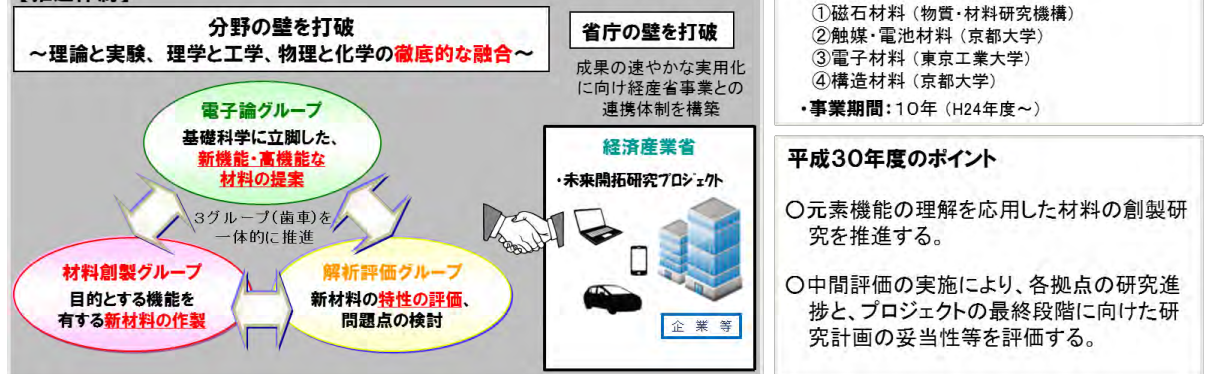 分野の壁を打破
～理論と実験、理学と工学、物理と化学の徹底的な融合～
電子論グループ
基礎科学に立脚した、
新機能・高機能な
材料の提案
3グループ(歯車)を
一体的に推進
材料創製グループ
目的とする機能を
有する新材料の作製
解析評価グループ
新材料の特性の評価、
問題点の検討
省庁の壁を打破
成果の速やかな実用化
に向け経産省事業との
連携体制を構築
経済産業省
・未来開拓研究プロジェクト
企 業 等
①磁石材料（物質・材料研究機構）
②触媒・電池材料（京都大学）
③電子材料（東京工業大学）
④構造材料（京都大学）
・事業期間：１０年（H24年度～）
平成３０年度のポイント
〇元素機能の理解を応用した材料の創製研
究を推進する。
〇中間評価の実施により、各拠点の研究進
捗と、プロジェクトの最終段階に向けた研
究計画の妥当性等を評価する。